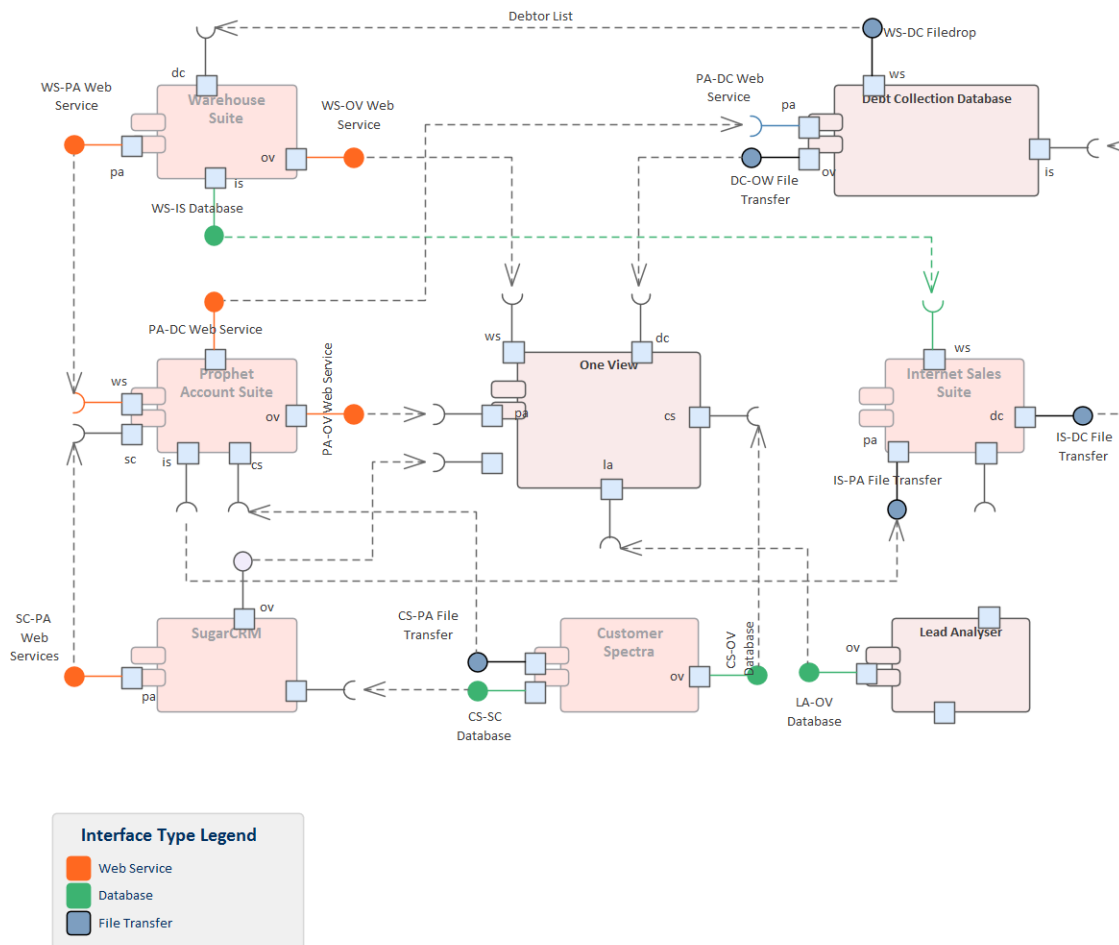 Debtor List
WS-DC Filedrop
dc
ws
WS-PA Web
Service
Warehouse
Suite
WS-OV Web
Service
PA-DC Web
Service
pa
Debt Collection Database
pa
ov
is
WS-IS Database
DC-OW File
Transfer
ov
is
PA-DC Web Service
ws
Prophet
Account Suite
ov
sc
is
cs
PA-OV Web Service
ws
dc
One View
pa
cs
la
ws
Internet Sales
Suite
dc
pa
IS-DC File
Transfer
IS-PA File Transfer
SC-PA
Web
Services
ov
SugarCRM
pa
CS-PA File
Transfer
CS-SC
Database
Customer
Spectra
ov
CS-OV
Database
LA-OV
Database
ov
Lead Analyser
Interface Type Legend
Web Service
Database
File Transfer